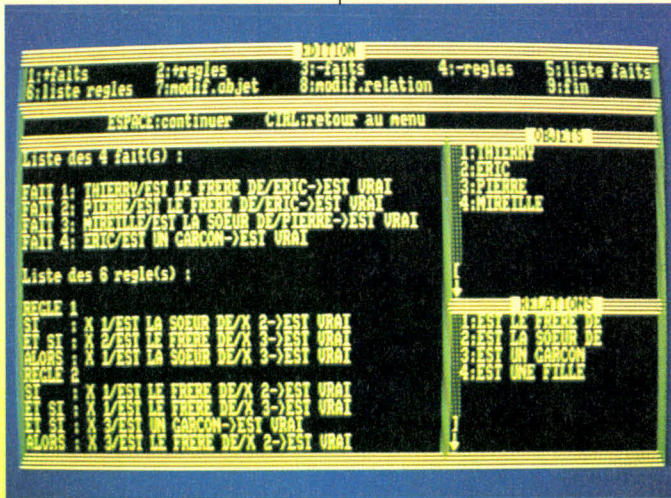 EDITION
1:+faits 2:+regles 3:-faits 4:-regles 5:liste faits
6:liste regles 7:modif.objet 8:modif.relation 9:fin
ESPACE:continuer CTRL:retour au menu
Liste des 4 fait(s) :
FAIT 1: THIERRY/EST LE FRERE DE/ERIC->EST VRAI
FAIT 2: PIERRE/EST LE FRERE DE/ERIC->EST VRAI
FAIT 3: MIREILLE/EST LA SOEUR DE/PIERRE->EST VRAI
FAIT 4: ERIC/EST UN GARCON->EST VRAI
Liste des 6 regle(s) :
REGLE 1
SI : X 1/EST LA SOEUR DE/X 2->EST VRAI
ET SI : X 2/EST LE FRERE DE/X 3->EST VRAI
ALORS : X 1/EST LA SOEUR DE/X 3->EST VRAI
REGLE 2
SI : X 1/EST LE FRERE DE/X 2->EST VRAI
ET SI : X 1/EST LE FRERE DE/X 3->EST VRAI
ET SI : X 3/EST UN GARCON->EST VRAI
ALORS : X 3/EST LE FRERE DE/X 2->EST VRAI
OBJETS
1:THIERRY
2:ERIC
3:PIERRE
4:MIREILLE
RELATIONS
1:EST LE FRERE DE
2:EST LA SOEUR DE
3:EST UN GARCON
4:EST UNE FILLE